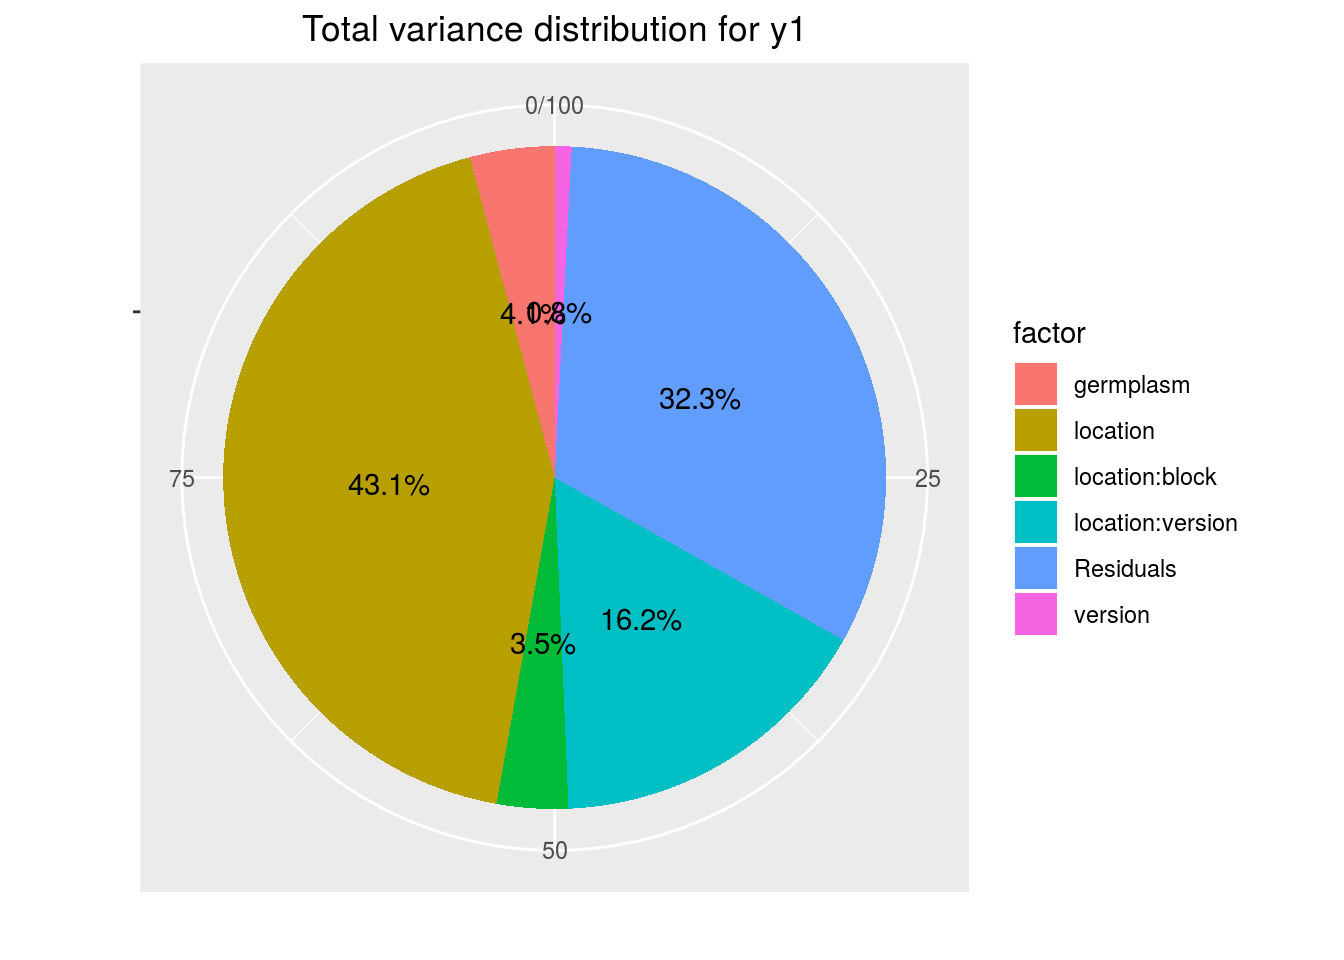 Total variance distribution for y1
0/100
4.1%
0.8%
32.3%
factor
germplasm
location
location:block
location:version
Residuals
version
75
43.1%
25
16.2%
3.5%
50